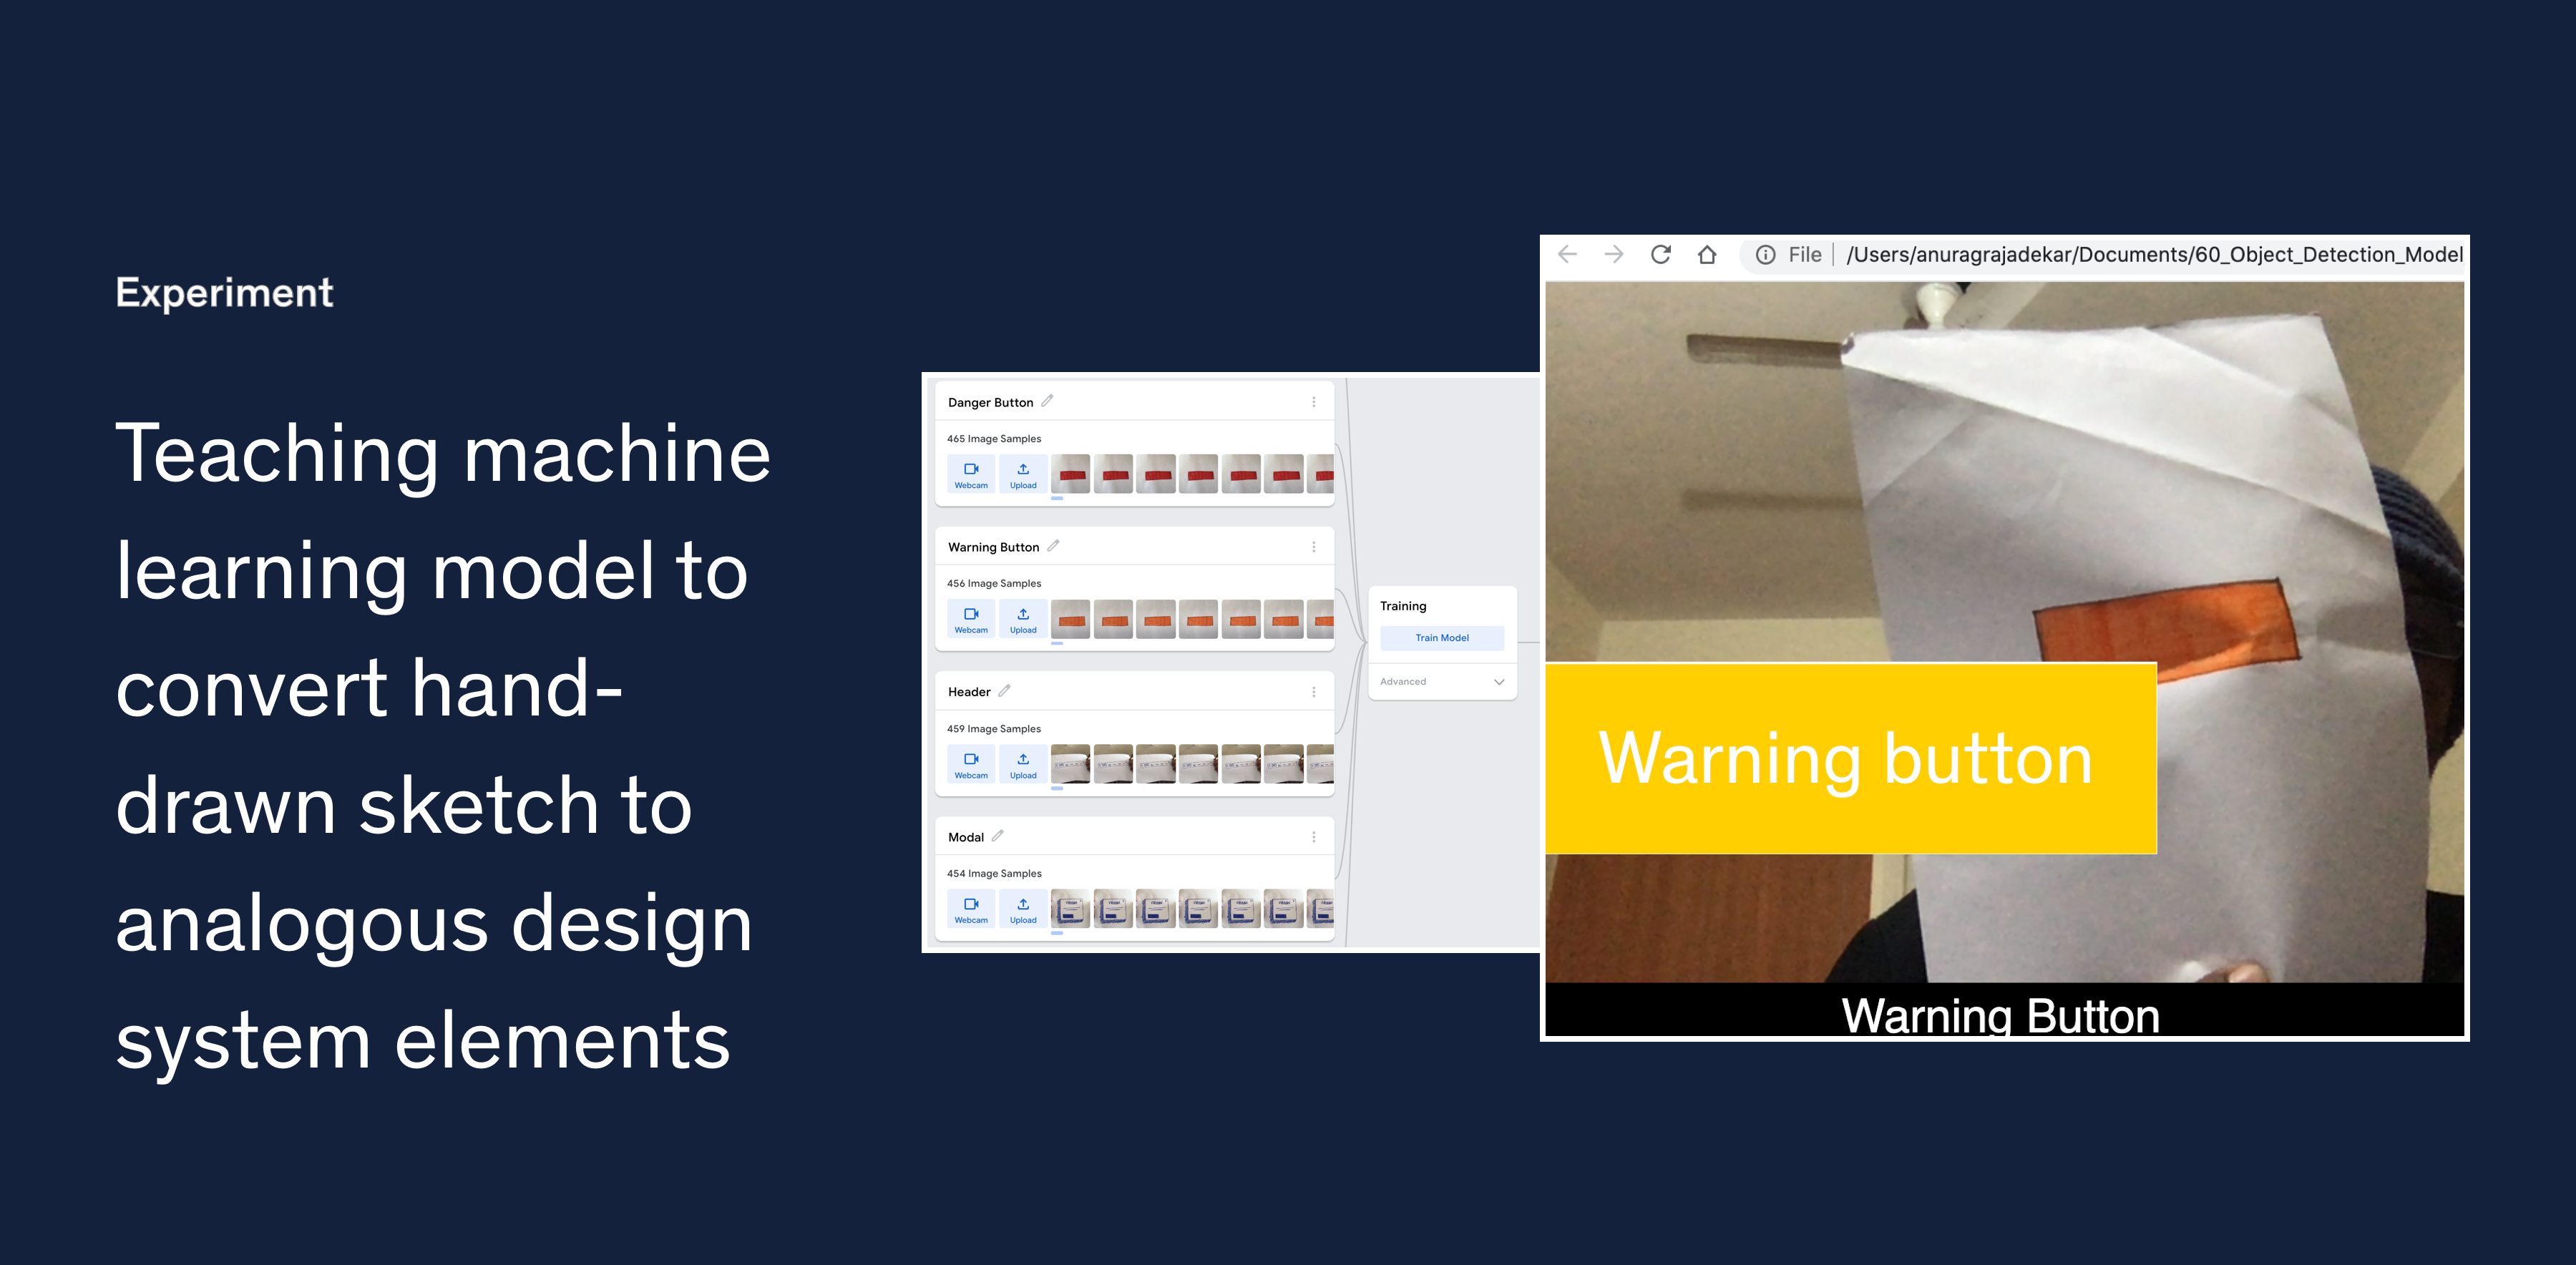 Experiment
Teaching machine
learning model to
convert hand-
drawn sketch to
analogous design
system elements
Danger Button
465 Image Samples
Webcam
Upload
Warning Button
456 Image Samples
Webcam
Upload
Header
459 Image Samples
Webcam
Upload
Modal
454 Image Samples
Webcam
Upload
Training
Train Model
Advanced
File
/Users/anuragrajadekar/Documents/60_Object_Detection_Model
Warning button
Warning Button